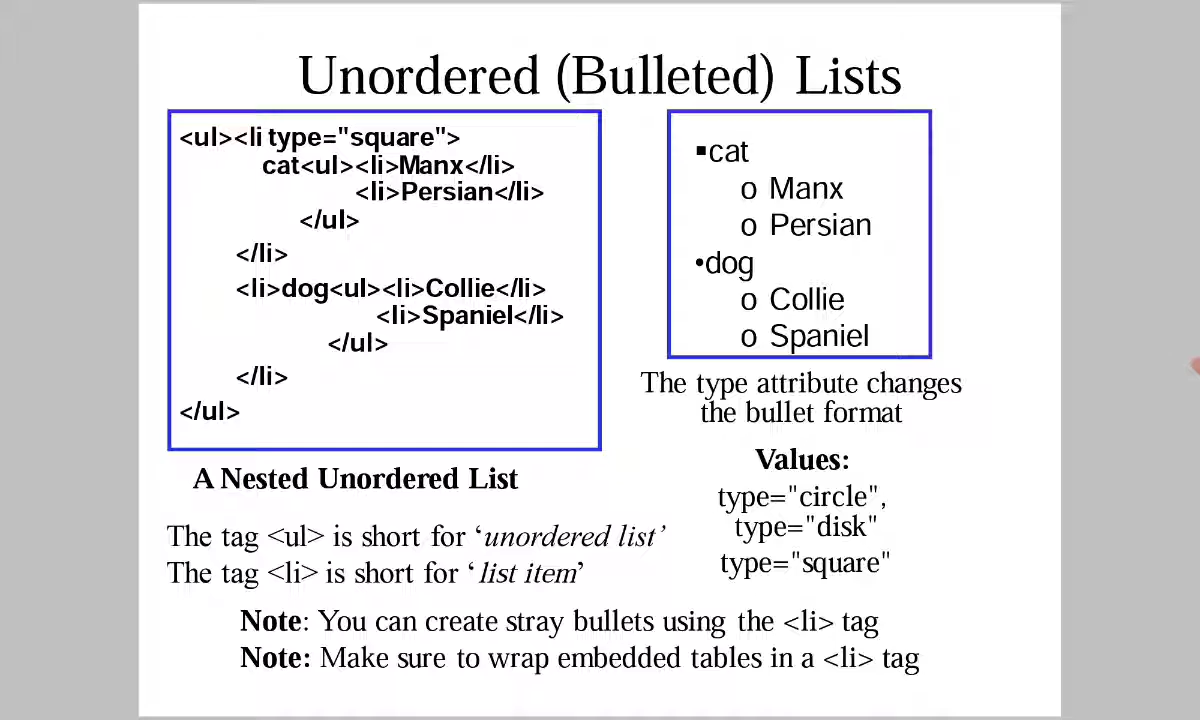 Unordered (Bulleted) Lists
<ul><li type="square">
cat<ul><li>Manx</li>
<li>Persian</li>
</ul>
</li>
<li>dog<ul><li>Collie</li>
<li>Spaniel</li>
</ul>
</li>
</ul>
A Nested Unordered List
▪cat
o Manx
o Persian
•dog
o Collie
o Spaniel
The type attribute changes
the bullet format
Values:
type="circle",
type="disk"
type="square"
The tag <ul> is short for ‘unordered list’
The tag <li> is short for ‘list item’
Note: You can create stray bullets using the <li> tag
Note: Make sure to wrap embedded tables in a <li> tag